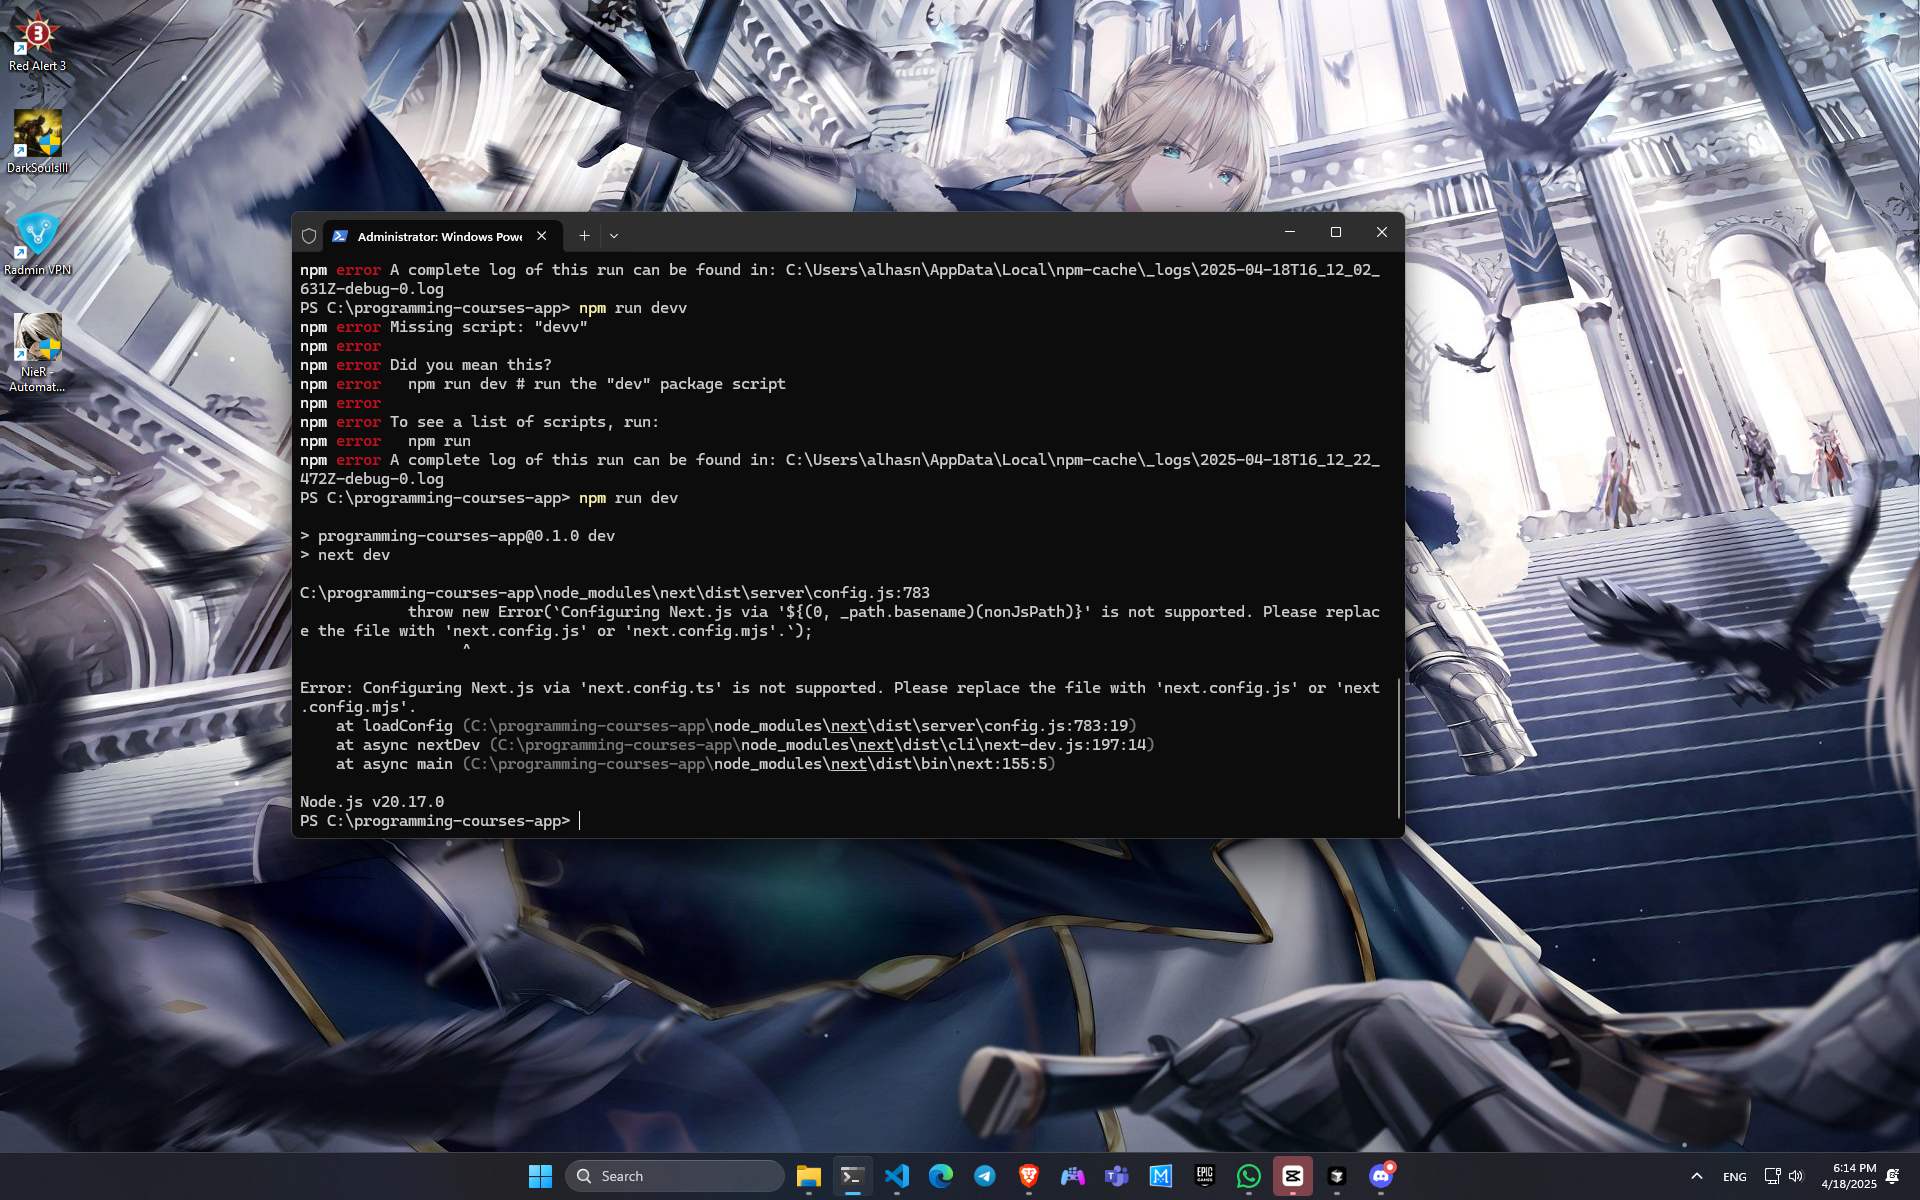 Red Alert 3
DarkSoulsIII
Radmin VPN
NieR -
Automat...
Administrator: Windows Powe
npm error A complete log of this run can be found in: C:\Users\alhasn\AppData\Local\npm-cache\_logs\2025-04-18T16_12_02_
631Z-debug-0.log
PS C:\programming-courses-app> npm run devv
npm error Missing script: "devv"
npm error
npm error Did you mean this?
npm error   npm run dev # run the "dev" package script
npm error
npm error To see a list of scripts, run:
npm error   npm run
npm error A complete log of this run can be found in: C:\Users\alhasn\AppData\Local\npm-cache\_logs\2025-04-18T16_12_22_
472Z-debug-0.log
PS C:\programming-courses-app> npm run dev
> programming-courses-app@0.1.0 dev
> next dev
C:\programming-courses-app\node_modules\next\dist\server\config.js:783
            throw new Error(`Configuring Next.js via '${(0, _path.basename)(nonJsPath)}' is not supported. Please replac
e the file with 'next.config.js' or 'next.config.mjs'.`);
                  ^
Error: Configuring Next.js via 'next.config.ts' is not supported. Please replace the file with 'next.config.js' or 'next
.config.mjs'.
    at loadConfig (C:\programming-courses-app\node_modules\next\dist\server\config.js:783:19)
    at async nextDev (C:\programming-courses-app\node_modules\next\dist\cli\next-dev.js:197:14)
    at async main (C:\programming-courses-app\node_modules\next\dist\bin\next:155:5)
Node.js v20.17.0
PS C:\programming-courses-app>
Search
EPIC
GAMES
ENG
6:14 PM
4/18/2025